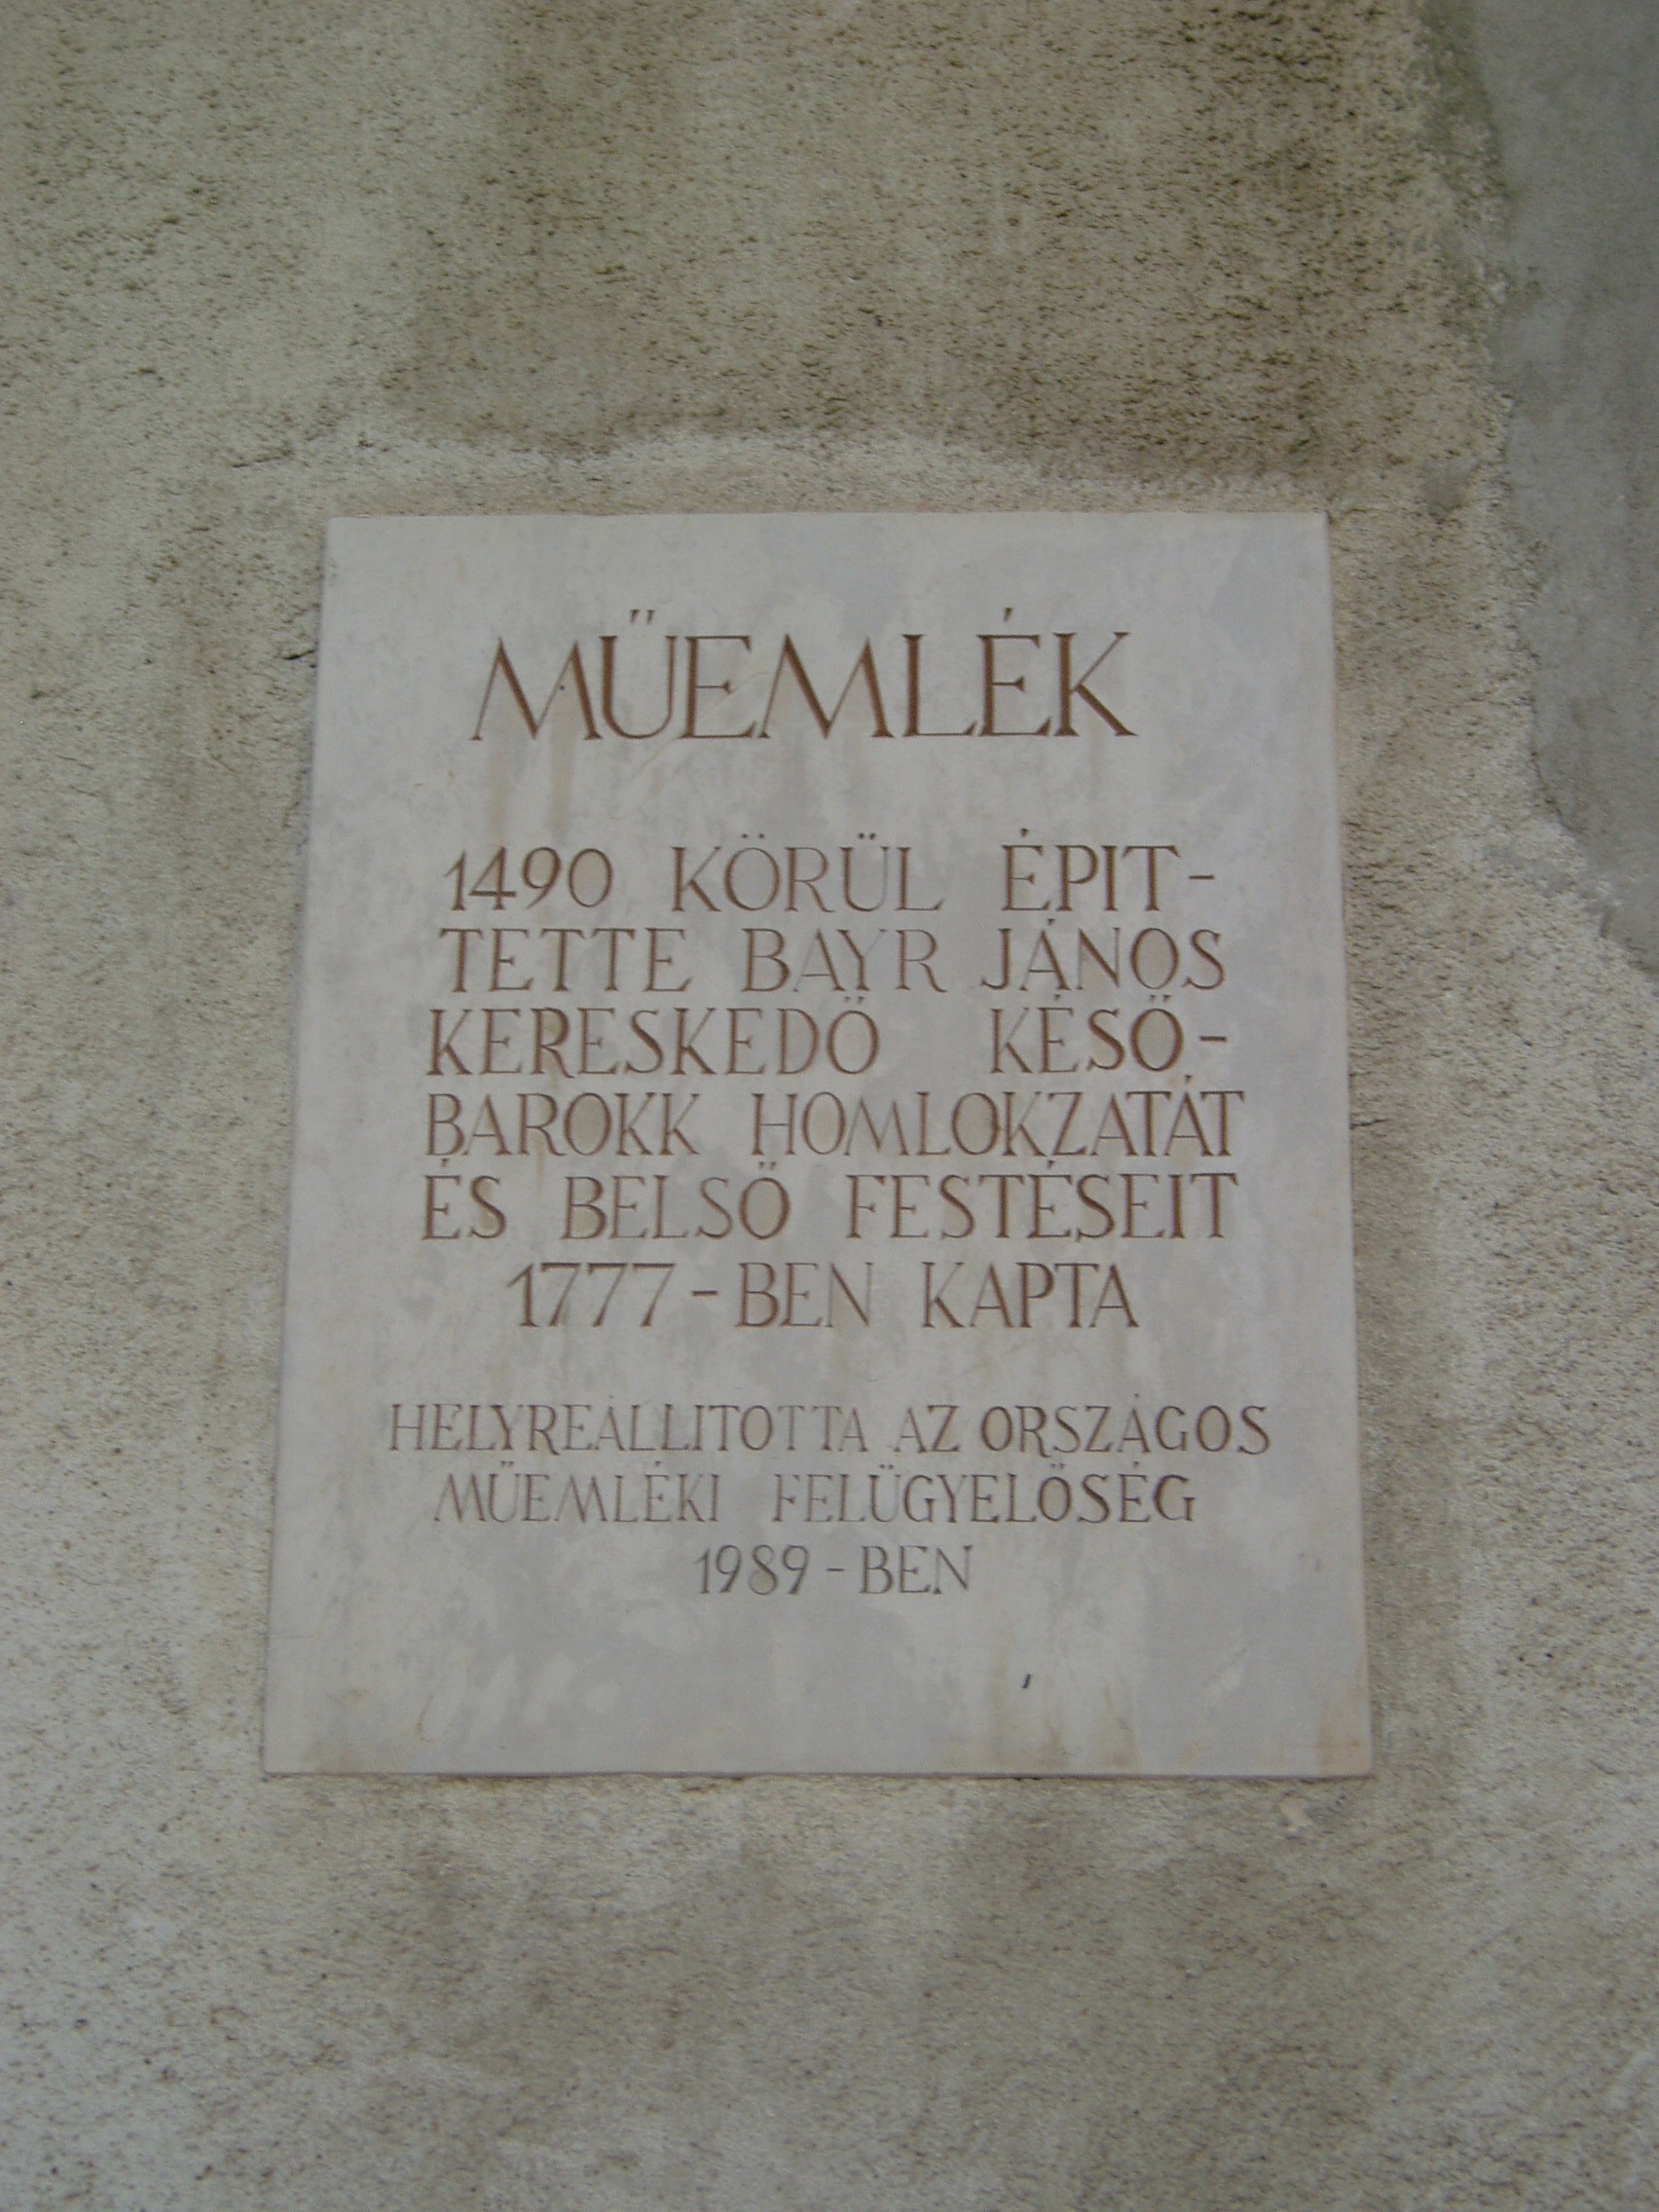 MŰEMLÉK
1490 KÖRÜL ÉPIT-
TETTE BAYR JÁNOS
KERESKEDŐ KÉSŐ-
BAROKK HOMLOKZATÁT
ÉS BELSŐ FESTÉSEIT
1777-BEN KAPTA
HELYREÁLLITOTTA AZ ORSZÁGOS
MŰEMLÉKI FELÜGYELŐSÉG
1989-BEN